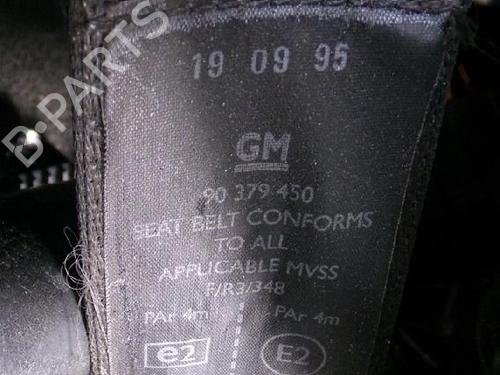 19 09 95
GM
90 379 450
SEAT BELT CONFORMS
TO ALL
APPLICABLE MVSS
F/R3/348
PAr 4m PAr 4m
e2 E2
B-PARTS